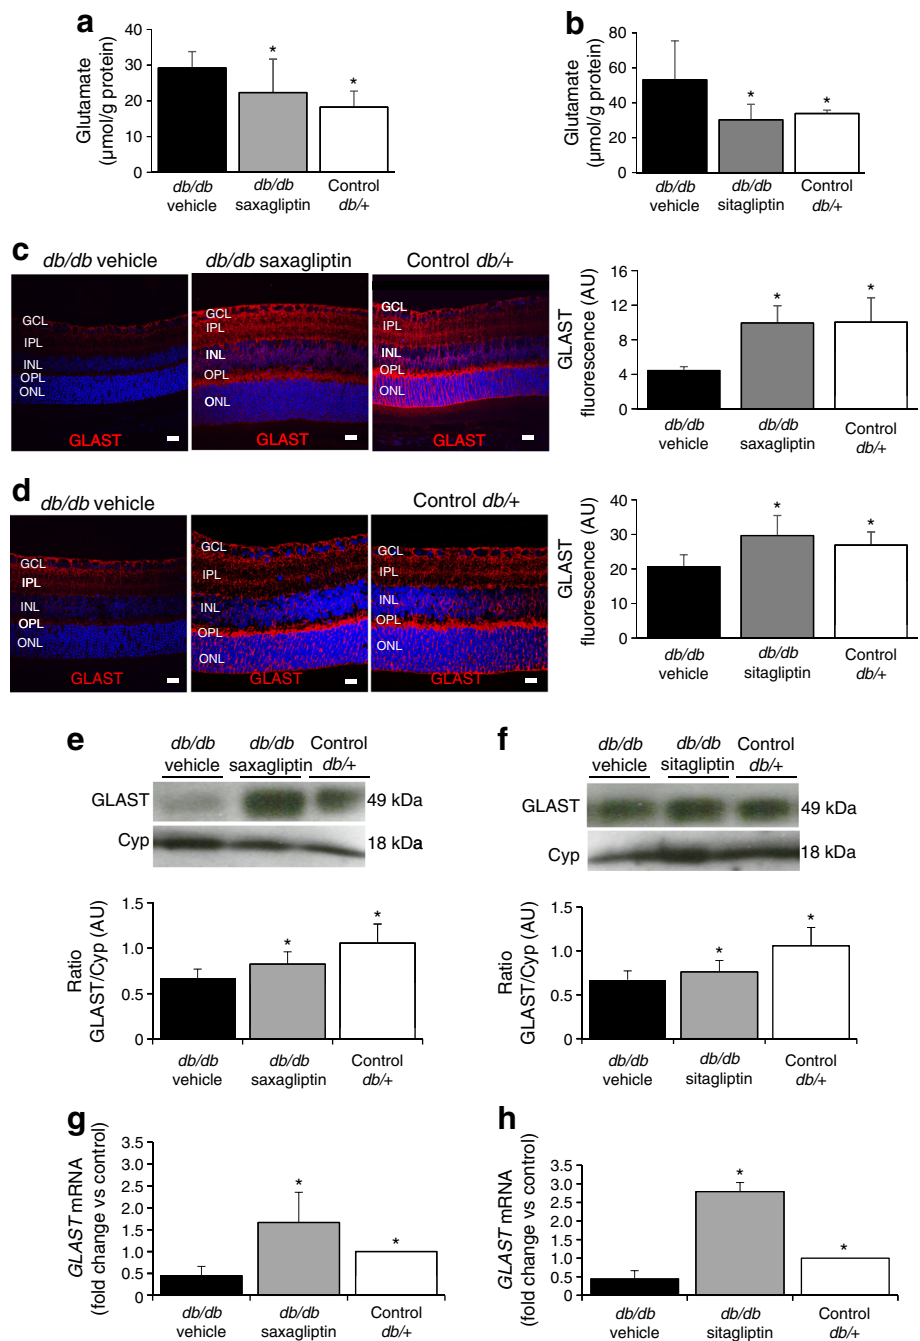 a
Glutamate
(μmol/g protein)
40
30
20
10
0
*
*
db/db
vehicle
db/db
saxagliptin
Control
db/+
b
Glutamate
(μmol/g protein)
80
60
40
20
0
*
*
db/db
vehicle
db/db
sitagliptin
Control
db/+
c
db/db vehicle
db/db saxagliptin
Control db/+
GCL
IPL
INL
OPL
ONL
GLAST
GCL
IPL
INL
OPL
ONL
GLAST
GCL
IPL
INL
OPL
ONL
GLAST
GLAST
fluorescence (AU)
16
12
8
4
0
*
*
db/db
vehicle
db/db
saxagliptin
Control
db/+
d
db/db vehicle
Control db/+
GCL
IPL
INL
OPL
ONL
GLAST
GCL
IPL
INL
OPL
ONL
GLAST
GCL
IPL
INL
OPL
ONL
GLAST
GLAST
fluorescence (AU)
40
30
20
10
0
*
*
db/db
vehicle
db/db
sitagliptin
Control
db/+
e
db/db
vehicle
db/db
saxagliptin
Control
db/+
GLAST
49 kDa
Cyp
18 kDa
Ratio
GLAST/Cyp (AU)
1.5
1.0
0.5
0
*
*
db/db
vehicle
db/db
saxagliptin
Control
db/+
f
db/db
vehicle
db/db
sitagliptin
Control
db/+
GLAST
49 kDa
Cyp
18 kDa
Ratio
GLAST/Cyp (AU)
1.5
1.0
0.5
0
*
*
db/db
vehicle
db/db
sitagliptin
Control
db/+
g
GLAST mRNA
(fold change vs control)
3.5
3.0
2.5
2.0
1.5
1.0
0.5
0
*
*
db/db
vehicle
db/db
saxagliptin
Control
db/+
h
GLAST mRNA
(fold change vs control)
3.5
3.0
2.5
2.0
1.5
1.0
0.5
0
*
*
db/db
vehicle
db/db
sitagliptin
Control
db/+